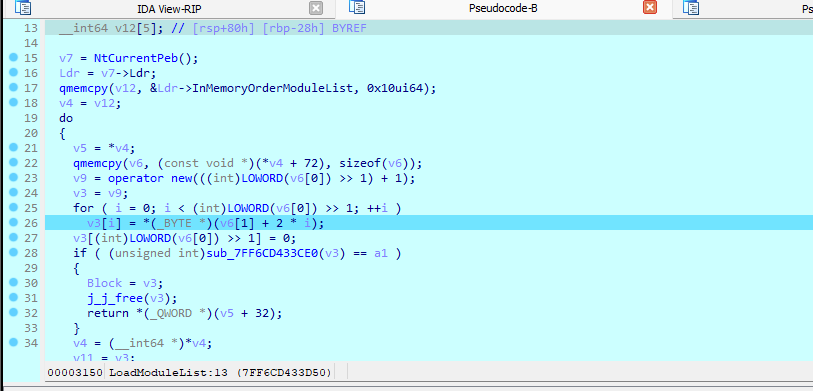 IDA View-RIP Pseudocode-B Ps
13 __int64 v12[5]; // [rsp+80h] [rbp-28h] BYREF
14
15 v7 = NtCurrentPeb();
16 Ldr = v7->Ldr;
17 qmemcpy(v12, &Ldr->InMemoryOrderModuleList, 0x10ui64);
18 v4 = v12;
19 do
20 {
21 v5 = *v4;
22 qmemcpy(v6, (const void *)(*v4 + 72), sizeof(v6));
23 v9 = operator new(((int)LOWORD(v6[0]) >> 1) + 1);
24 v3 = v9;
25 for ( i = 0; i < (int)LOWORD(v6[0]) >> 1; ++i )
26 v3[i] = *(_BYTE *)(v6[1] + 2 * i);
27 v3[(int)LOWORD(v6[0]) >> 1] = 0;
28 if ( (unsigned int)sub_7FF6CD433CE0(v3) == a1 )
29 {
30 Block = v3;
31 j_j_free(v3);
32 return *(_QWORD *)(v5 + 32);
33 }
34 v4 = (__int64 *)*v4;
v11 = v3;
00003150 LoadModuleList:13 (7FF6CD433D50)